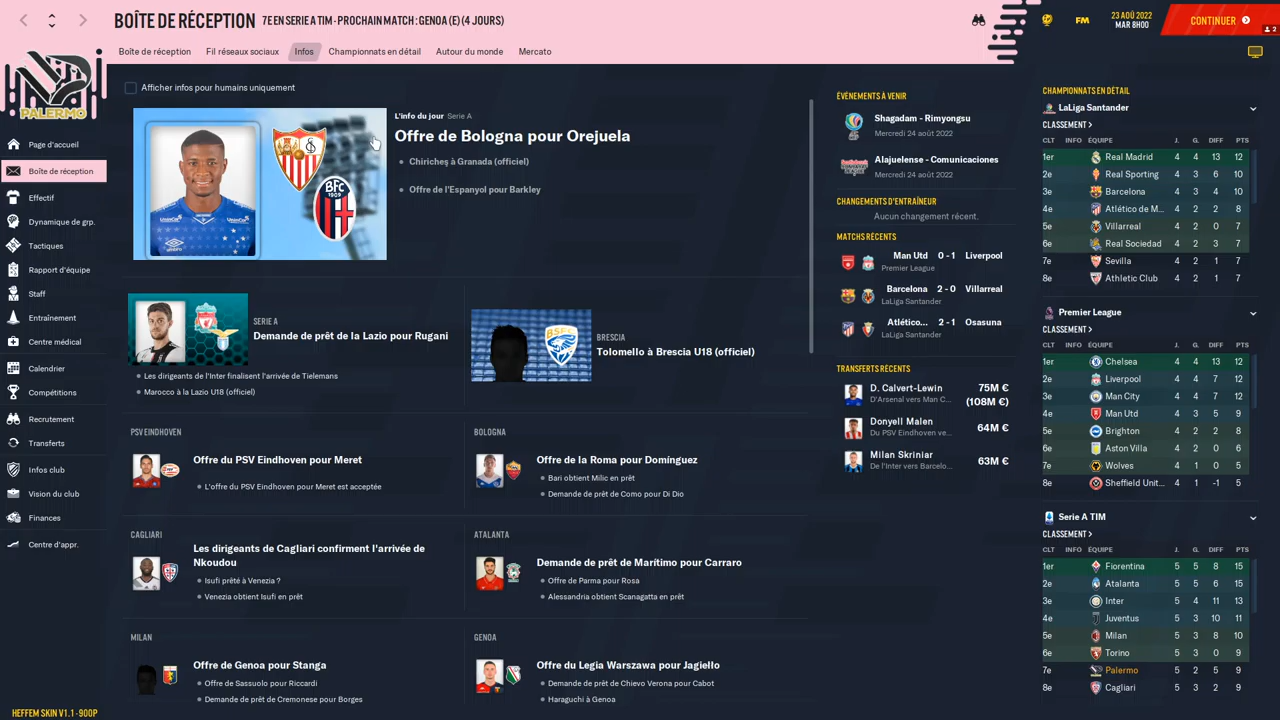 BOÎTE DE RÉCEPTION
7E EN SERIE A TIM - PROCHAIN MATCH : GENOA (E) (4 JOURS)
FM
23 AOÛ 2022
MAR 8H00
CONTINUER
2
Boîte de réception
Fil réseaux sociaux
Infos
Championnats en détail
Autour du monde
Mercato
PALERMO
Page d'accueil
Boîte de réception
Effectif
Dynamique de grp.
Tactiques
Rapport d'équipe
Staff
Entraînement
Centre médical
Calendrier
Compétitions
Recrutement
Transferts
Infos club
Vision du club
Finances
Centre d'appr.
HEFFEM SKIN V1.1 - 900P
Afficher infos pour humains uniquement
L'info du jour Serie A
Offre de Bologna pour Orejuela
Chiricheş à Granada (officiel)
Offre de l'Espanyol pour Barkley
SERIE A
Demande de prêt de la Lazio pour Rugani
Les dirigeants de l'Inter finalisent l'arrivée de Tielemans
Marocco à la Lazio U18 (officiel)
BRESCIA
Tolomello à Brescia U18 (officiel)
PSV EINDHOVEN
Offre du PSV Eindhoven pour Meret
L'offre du PSV Eindhoven pour Meret est acceptée
BOLOGNA
Offre de la Roma pour Domínguez
Bari obtient Milic en prêt
Demande de prêt de Como pour Di Dio
CAGLIARI
Les dirigeants de Cagliari confirment l'arrivée de
Nkoudou
Isufi prêté à Venezia ?
Venezia obtient Isufi en prêt
ATALANTA
Demande de prêt de Marítimo pour Carraro
Offre de Parma pour Rosa
Alessandria obtient Scanagatta en prêt
MILAN
Offre de Genoa pour Stanga
Offre de Sassuolo pour Riccardi
Demande de prêt de Cremonese pour Borges
GENOA
Offre du Legia Warszawa pour Jagiełło
Demande de prêt de Chievo Verona pour Cabot
Haraguchi à Genoa
ÉVÉNEMENTS À VENIR
Shagadam - Rimyongsu
Mercredi 24 août 2022
Alajuelense - Comunicaciones
Mercredi 24 août 2022
CHANGEMENTS D'ENTRAÎNEUR
Aucun changement récent.
MATCHS RÉCENTS
Man Utd 0 - 1 Liverpool
Premier League
Barcelona 2 - 0 Villarreal
LaLiga Santander
Atlético... 2 - 1 Osasuna
LaLiga Santander
TRANSFERTS RÉCENTS
D. Calvert-Lewin 75M €
D'Arsenal vers Man C... (108M €)
Donyell Malen 64M €
Du PSV Eindhoven ve...
Milan Skriniar 63M €
De l'Inter vers Barcelo...
CHAMPIONNATS EN DÉTAIL
LaLiga Santander
CLASSEMENT
CLT INFO ÉQUIPE J. G DIFF PTS
1er Real Madrid 4 4 13 12
2e Real Sporting 4 3 6 10
3e Barcelona 4 3 4 10
4e Atlético de M... 4 2 2 8
5e Villarreal 4 2 0 7
6e Real Sociedad 4 2 3 7
7e Sevilla 4 2 1 7
8e Athletic Club 4 2 1 7
Premier League
CLASSEMENT
CLT INFO ÉQUIPE J. G DIFF PTS
1er Chelsea 4 4 13 12
2e Liverpool 4 4 7 12
3e Man City 4 4 7 12
4e Man Utd 4 3 5 9
5e Brighton 4 2 2 8
6e Aston Villa 4 2 0 6
7e Wolves 4 1 0 5
8e Sheffield Unit... 4 1 -1 5
Serie A TIM
CLASSEMENT
CLT INFO ÉQUIPE J. G DIFF PTS
1er Fiorentina 5 5 8 15
2e Atalanta 5 5 6 15
3e Inter 5 4 11 13
4e Juventus 5 3 10 11
5e Milan 5 3 8 10
6e Torino 5 3 0 9
7e Palermo 5 2 5 9
8e Cagliari 5 3 2 9